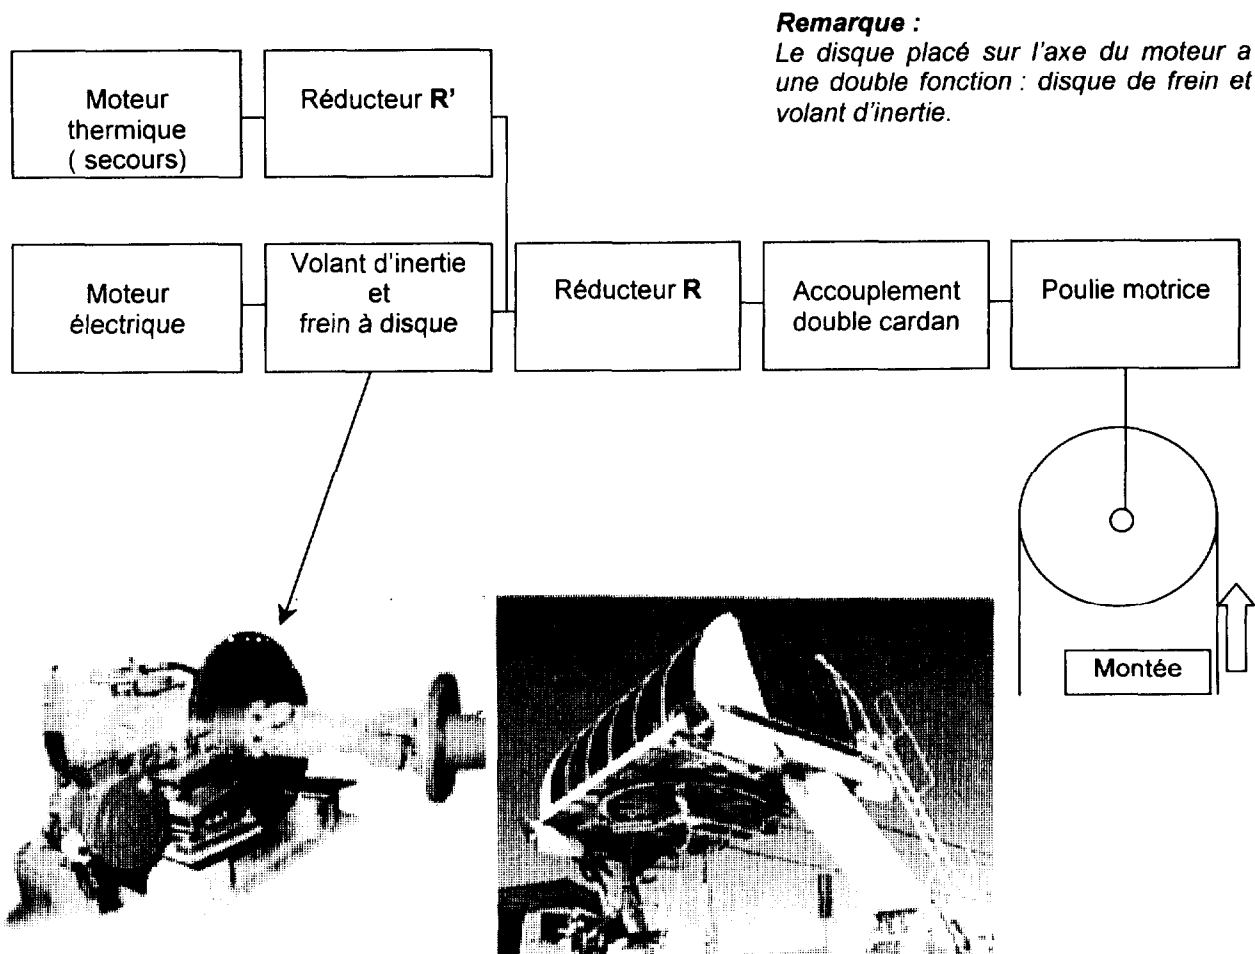 Remarque :
Le disque placé sur l'axe du moteur a
une double fonction : disque de frein et
volant d'inertie.
Moteur
thermique
( secours)
Réducteur R'
Moteur
électrique
Volant d'inertie
et
frein à disque
Réducteur R
Accouplement
double cardan
Poulie motrice
Montée